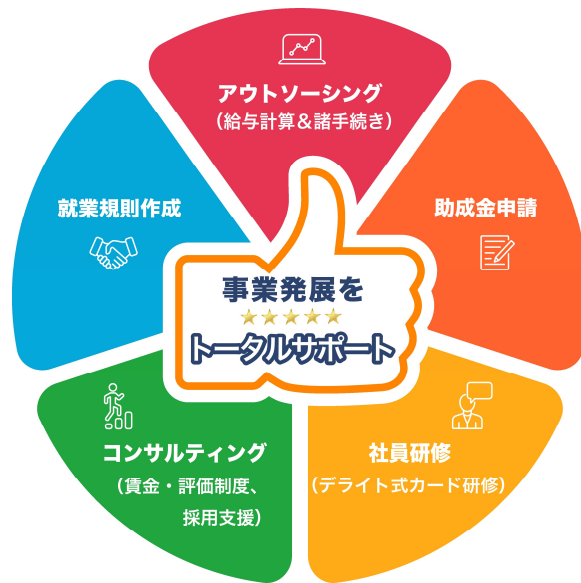 アウトソーシング
(給与計算＆諸手続き)
就業規則作成
助成金申請
事業発展を
トータルサポート
コンサルティング
(賃金・評価制度、
採用支援)
社員研修
(デライト式カード研修)